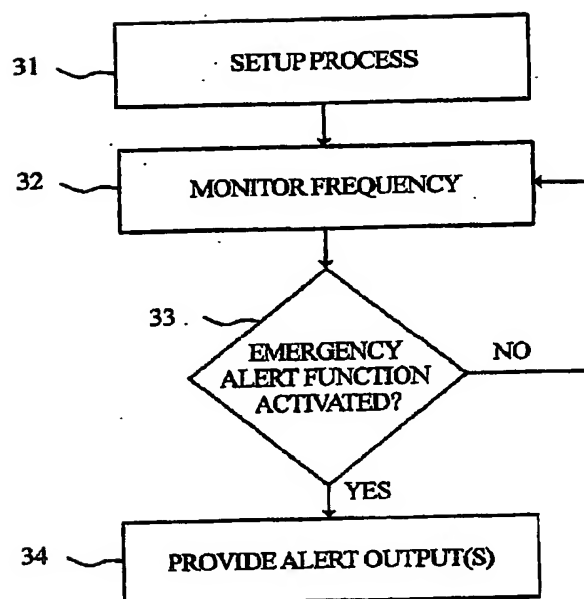 31
SETUP PROCESS
32
MONITOR FREQUENCY
33
EMERGENCY
ALERT FUNCTION
ACTIVATED?
NO
YES
34
PROVIDE ALERT OUTPUT(S)